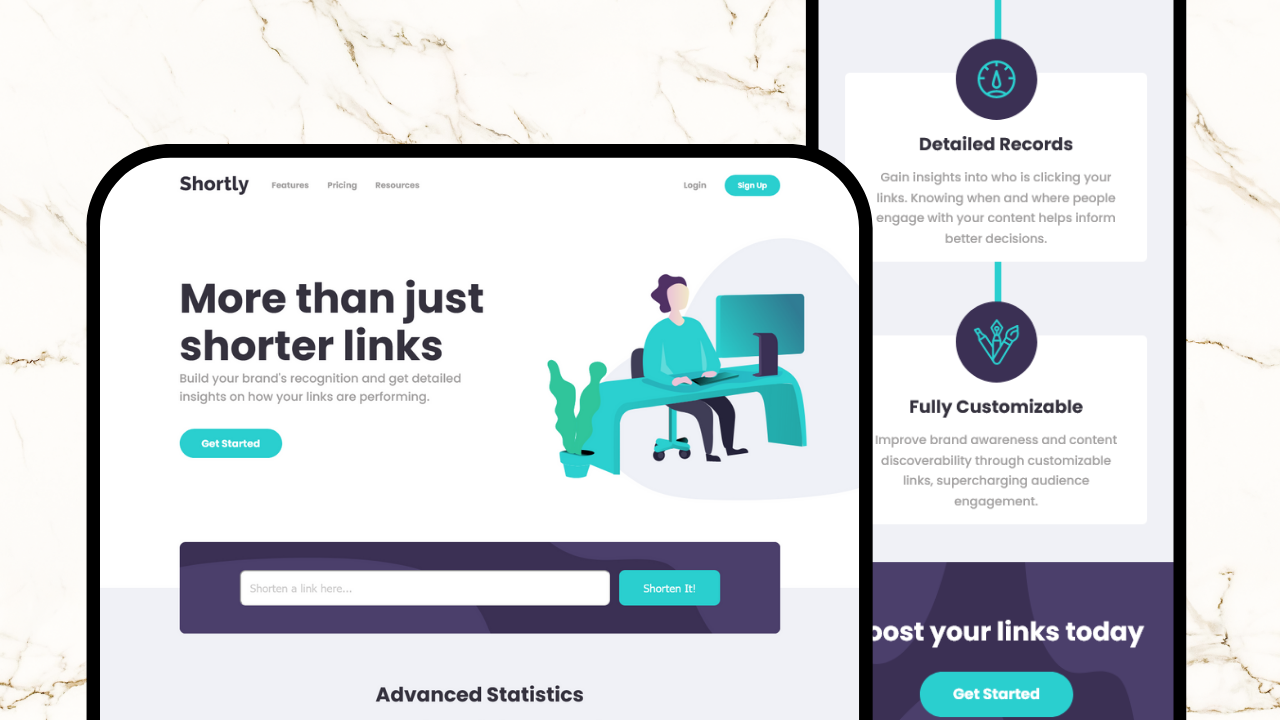 Shortly
Features
Pricing
Resources
Login
Sign Up
More than just
shorter links
Build your brand's recognition and get detailed
insights on how your links are performing.
Get Started
Shorten a link here...
Shorten It!
Advanced Statistics
Detailed Records
Gain insights into who is clicking your
links. Knowing when and where people
engage with your content helps inform
better decisions.
Fully Customizable
Improve brand awareness and content
discoverability through customizable
links, supercharging audience
engagement.
oost your links today
Get Started